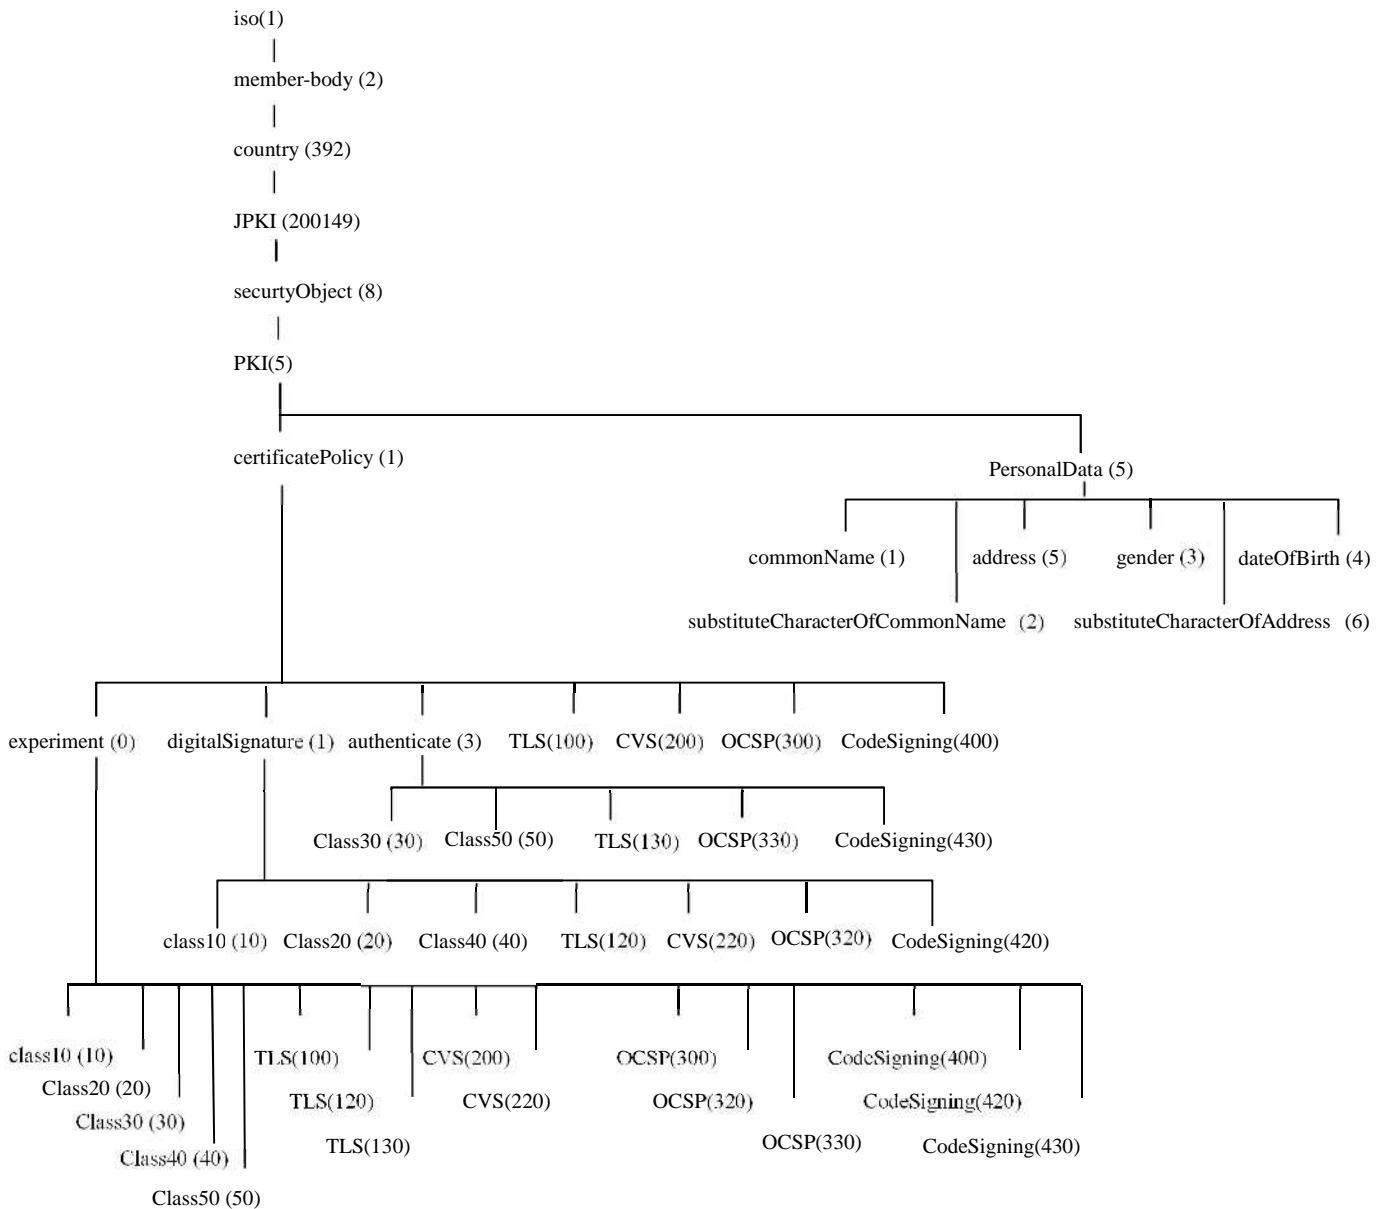 iso(1)
member-body (2)
country (392)
JPKI (200149)
securtyObject (8)
PKI(5)
certificatePolicy (1)
PersonalData (5)
commonName (1) address (5) gender (3) dateOfBirth (4)
substituteCharacterOfCommonName (2) substituteCharacterOfAddress (6)
experiment (0) digitalSignature (1) authenticate (3) TLS(100) CVS(200) OCSP(300) CodeSigning(400)
Class30 (30) Class50 (50) TLS(130) OCSP(330) CodeSigning(430)
class10 (10) Class20 (20) Class40 (40) TLS(120) CVS(220) OCSP(320) CodeSigning(420)
class10 (10) TLS(100) CVS(200) OCSP(300) CodeSigning(400)
Class20 (20) TLS(120) CVS(220) OCSP(320) CodeSigning(420)
Class30 (30)
TLS(130) OCSP(330) CodeSigning(430)
Class40 (40)
Class50 (50)